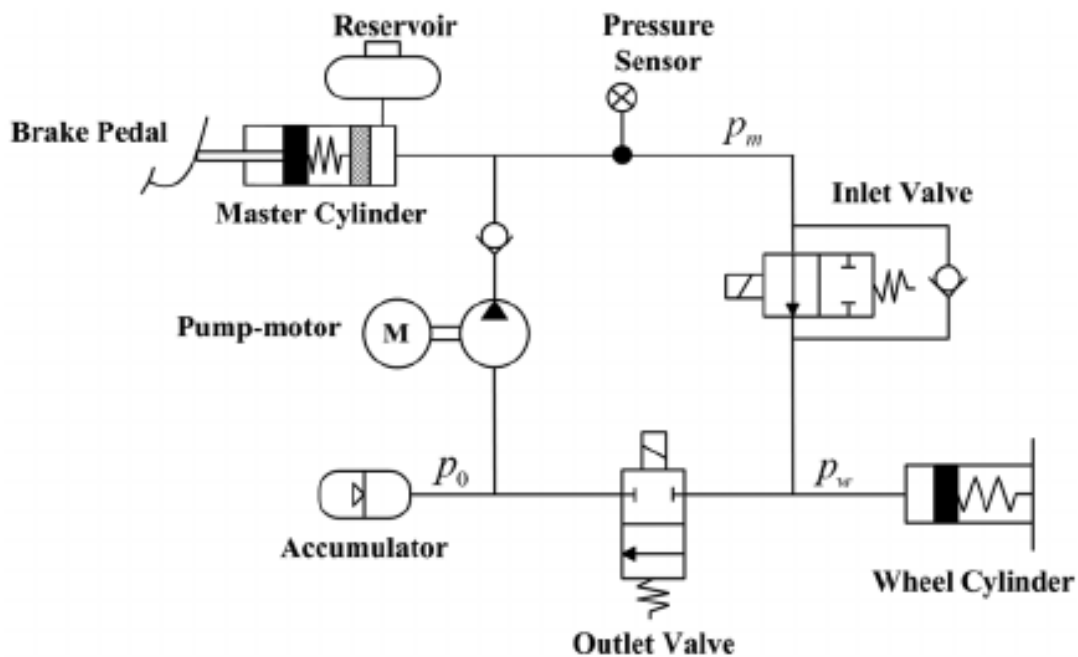 Reservoir
Pressure
Sensor
Brake Pedal
p_m
Master Cylinder
Inlet Valve
Pump-motor
M
p_0
p_w
Accumulator
Wheel Cylinder
Outlet Valve